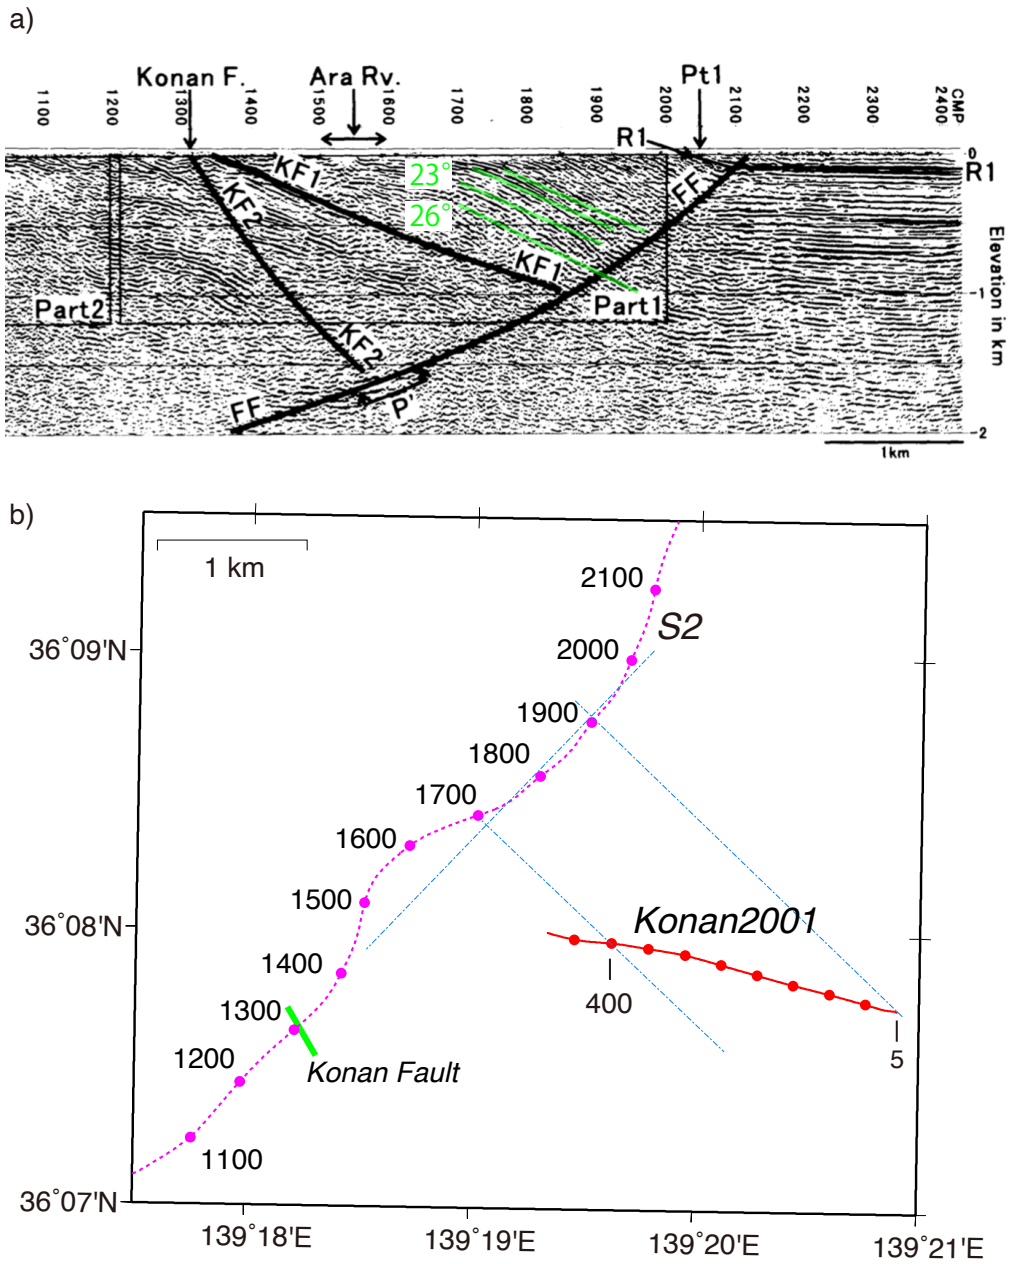 a)
Konan F.
Ara Rv.
Pt1
1100
1200
1300
1400
1500
1600
1700
1800
1900
2000
2100
2200
2300
2400
CMP
R1
0
R1
KF1
KF2
23°
26°
FF
KF1
Part2
Part1
-1
Elevation in km
KF2
FF
P'
-2
1km
b)
1 km
2100
S2
36°09'N
2000
1900
1800
1700
1600
1500
36°08'N
Konan2001
1400
400
1300
Konan Fault
1200
5
1100
36°07'N
139°18'E
139°19'E
139°20'E
139°21'E